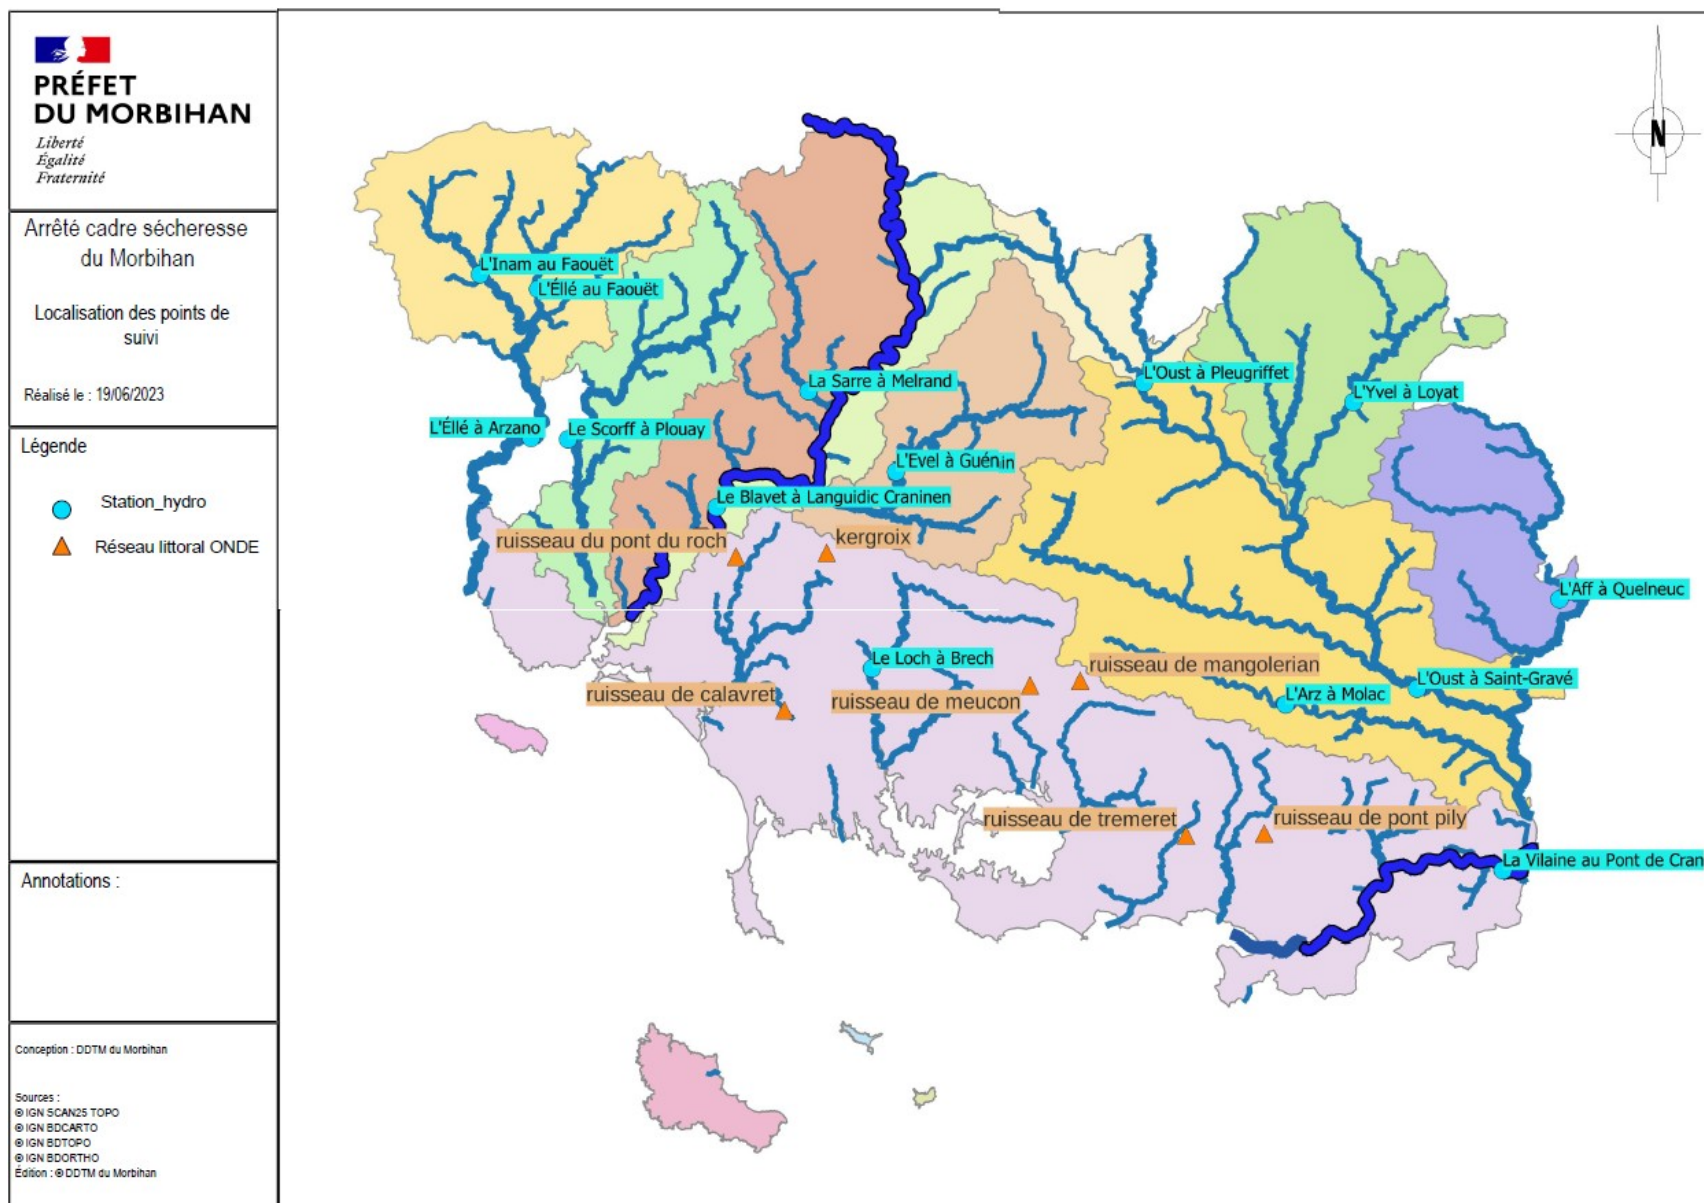 PRÉFET
DU MORBIHAN
Liberté
Égalité
Fraternité
Arrêté cadre sécheresse
du Morbihan
Localisation des points de
suivi
Réalisé le : 19/06/2023
Légende
Station_hydro
Réseau littoral ONDE
Annotations :
Conception : DDTM du Morbihan
Sources :
© IGN SCAN25 TOPO
© IGN BDCARTO
© IGN BDTOPO
© IGN BDORTHO
Édition : © DDTM du Morbihan
N
L'Inam au Faouët
L'Éllé au Faouët
La Sarre à Melrand
L'Oust à Pleugriffet
L'Yvel à Loyat
L'Éllé à Arzano
Le Scorff à Plouay
L'Evel à Guénin
Le Blavet à Languidic Craninen
ruisseau du pont du roch
kergroix
L'Aff à Quelneuc
Le Loch à Brech
ruisseau de mangolerian
L'Oust à Saint-Gravé
ruisseau de calavret
ruisseau de meucon
L'Arz à Molac
ruisseau de tremeret
ruisseau de pont pily
La Vilaine au Pont de Cran